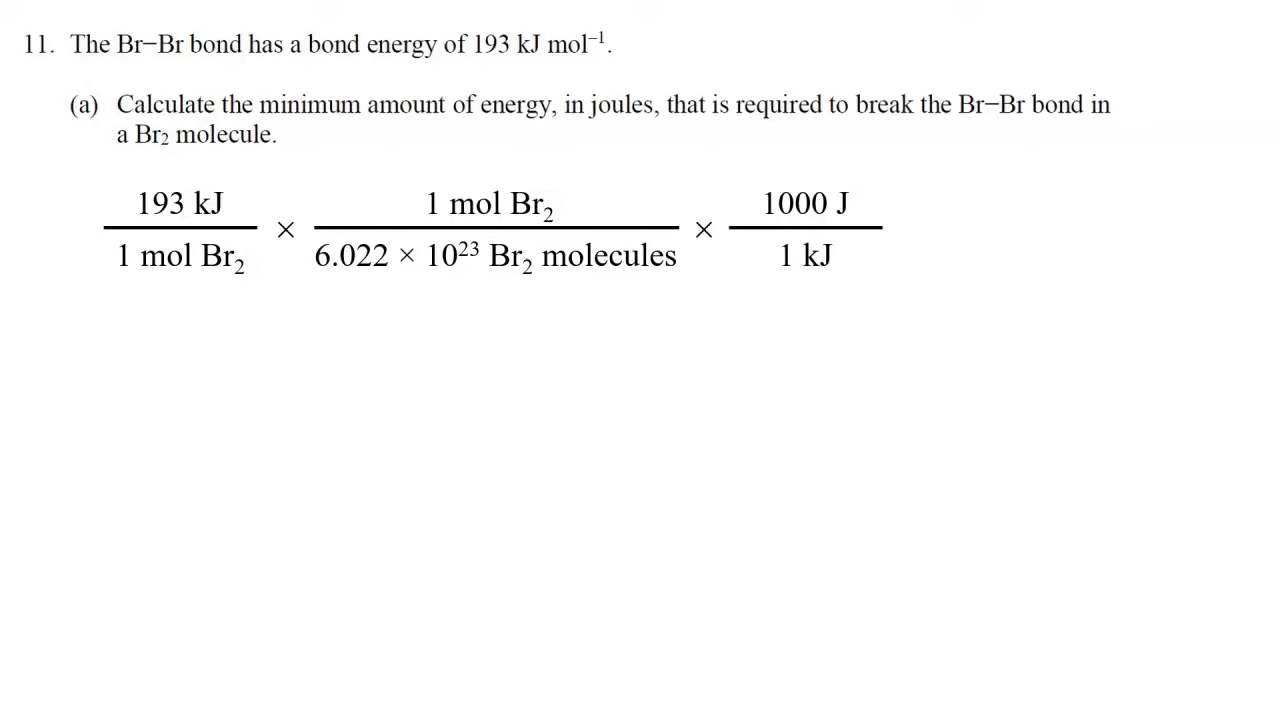 11. The Br−Br bond has a bond energy of 193 kJ mol⁻¹.
(a) Calculate the minimum amount of energy, in joules, that is required to break the Br−Br bond in
a Br₂ molecule.
193 kJ 1 mol Br₂ 1000 J
× ×
1 mol Br₂ 6.022 × 10²³ Br₂ molecules 1 kJ